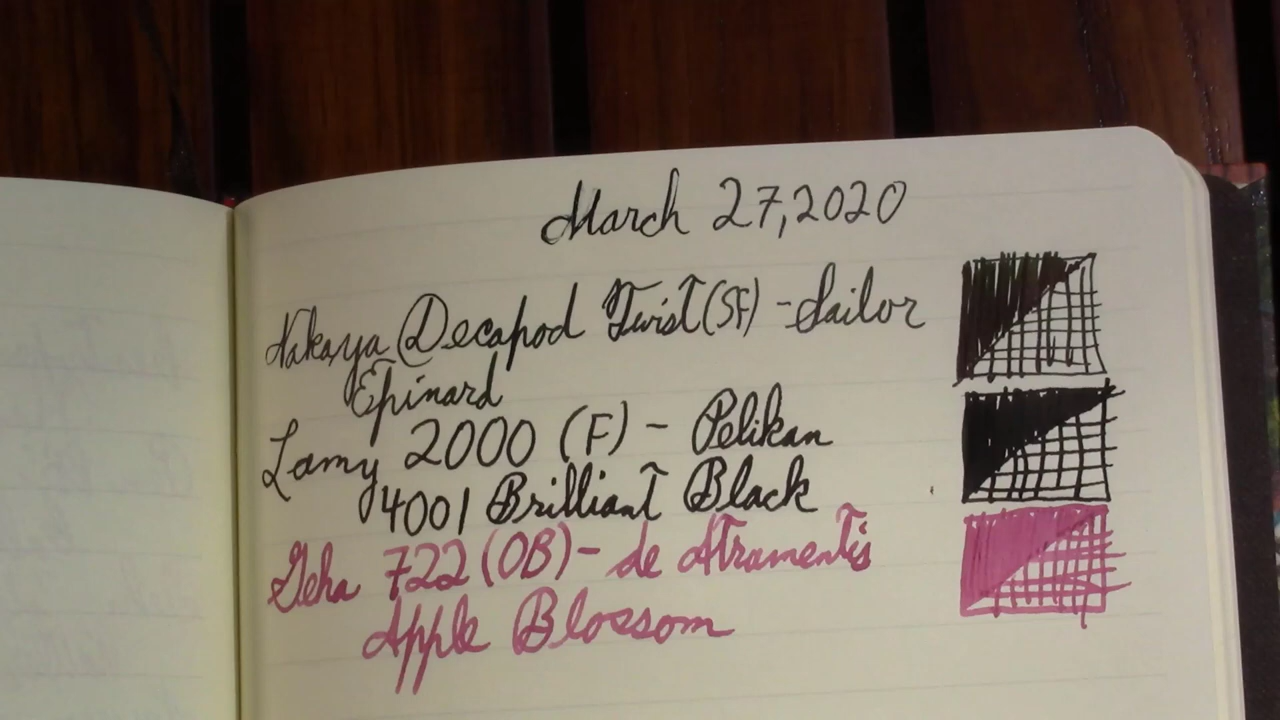 March 27, 2020
Nakaya Decapod Twist (SF) - Sailor
Epinard
Lamy 2000 (F) - Pelikan
4001 Brilliant Black
Geha 722 (OB) - de Atramentis
Apple Blossom